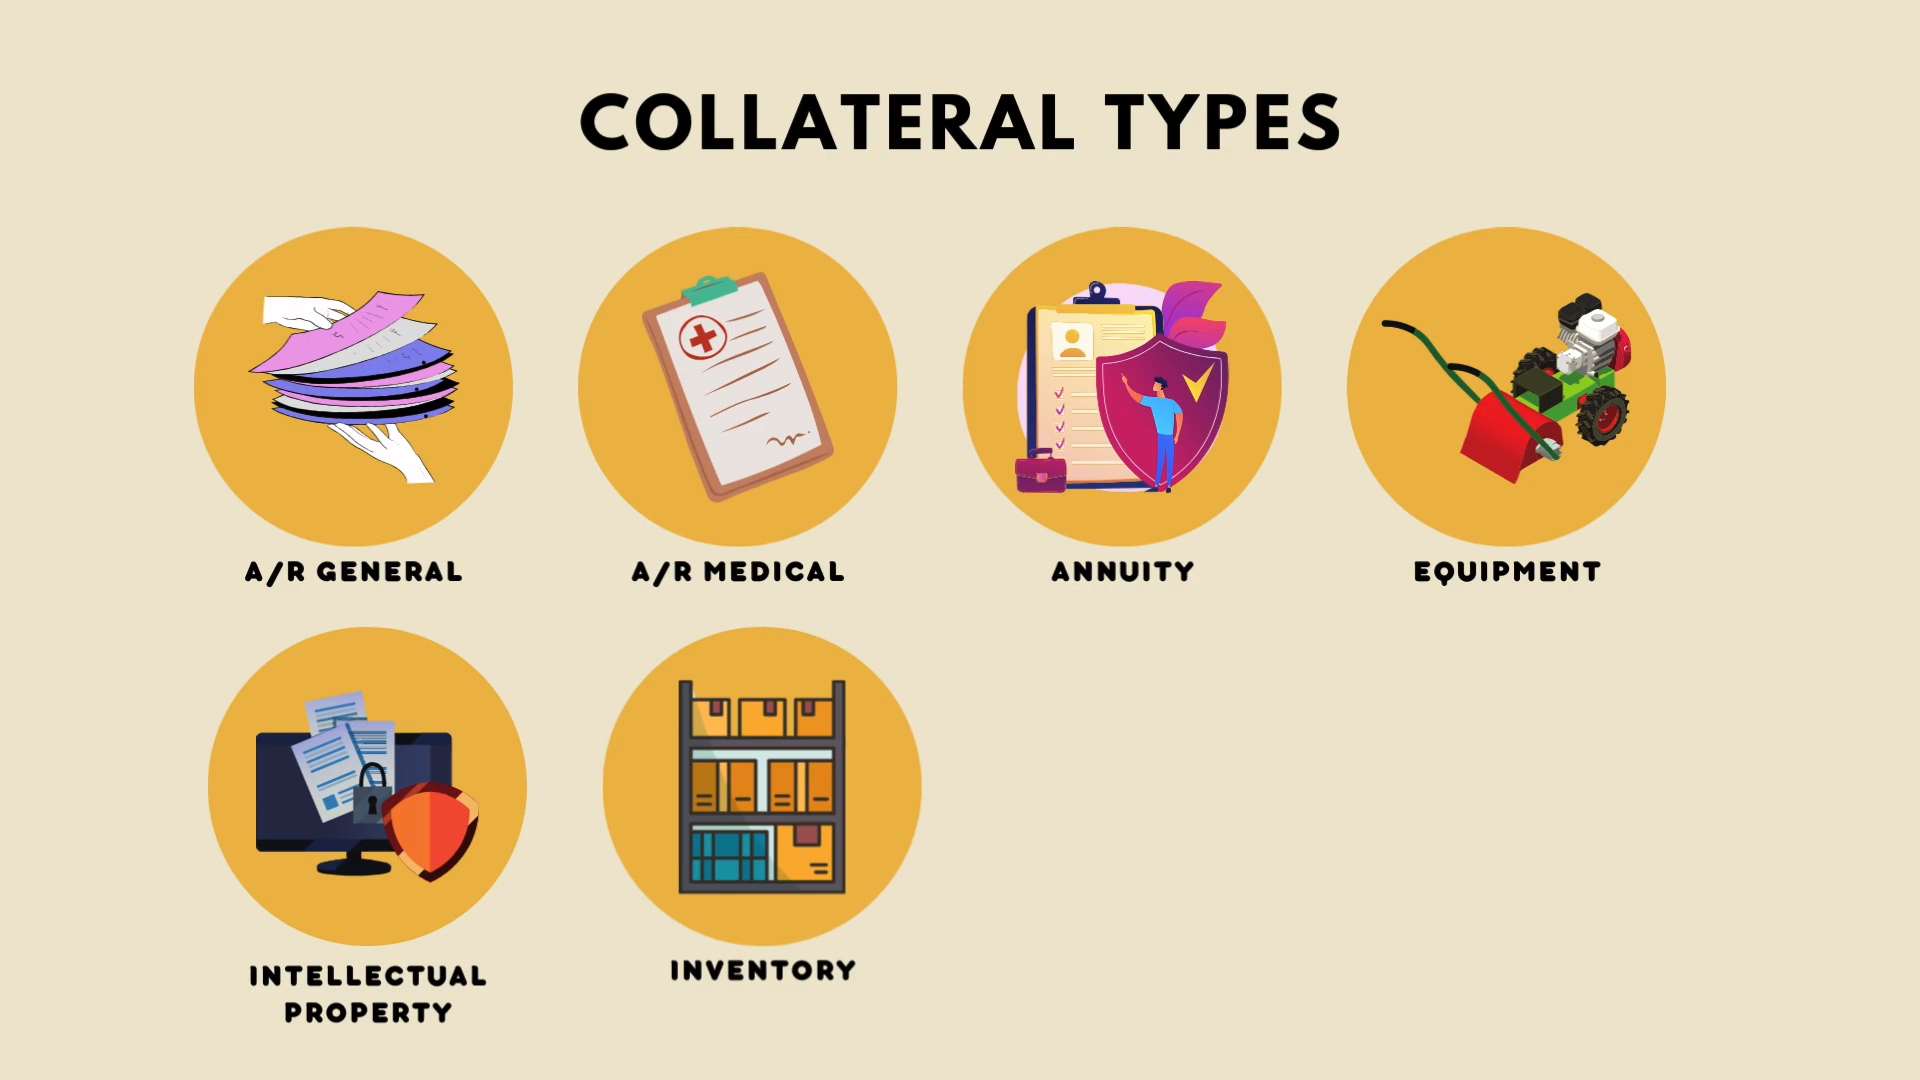 COLLATERAL TYPES
A/R GENERAL
A/R MEDICAL
ANNUITY
EQUIPMENT
INTELLECTUAL
PROPERTY
INVENTORY